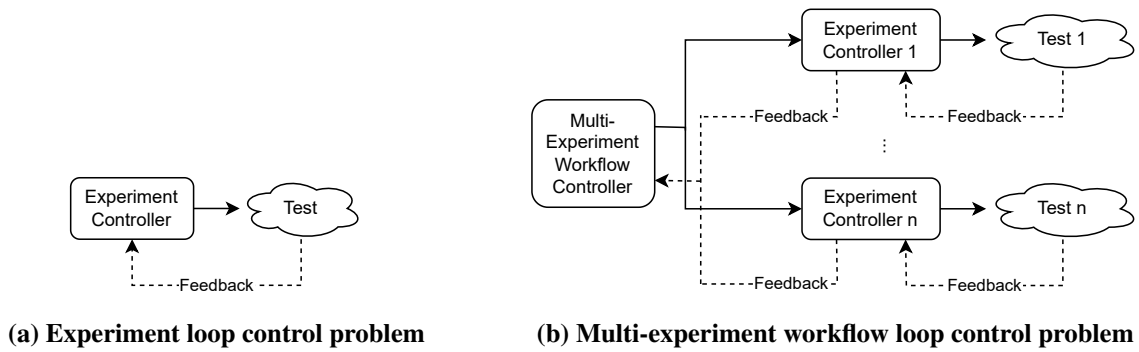 Experiment
Controller
Test
Feedback
(a) Experiment loop control problem
Multi-
Experiment
Workflow
Controller
Experiment
Controller 1
Test 1
Feedback
Feedback
⋮
Experiment
Controller n
Test n
Feedback
Feedback
(b) Multi-experiment workflow loop control problem